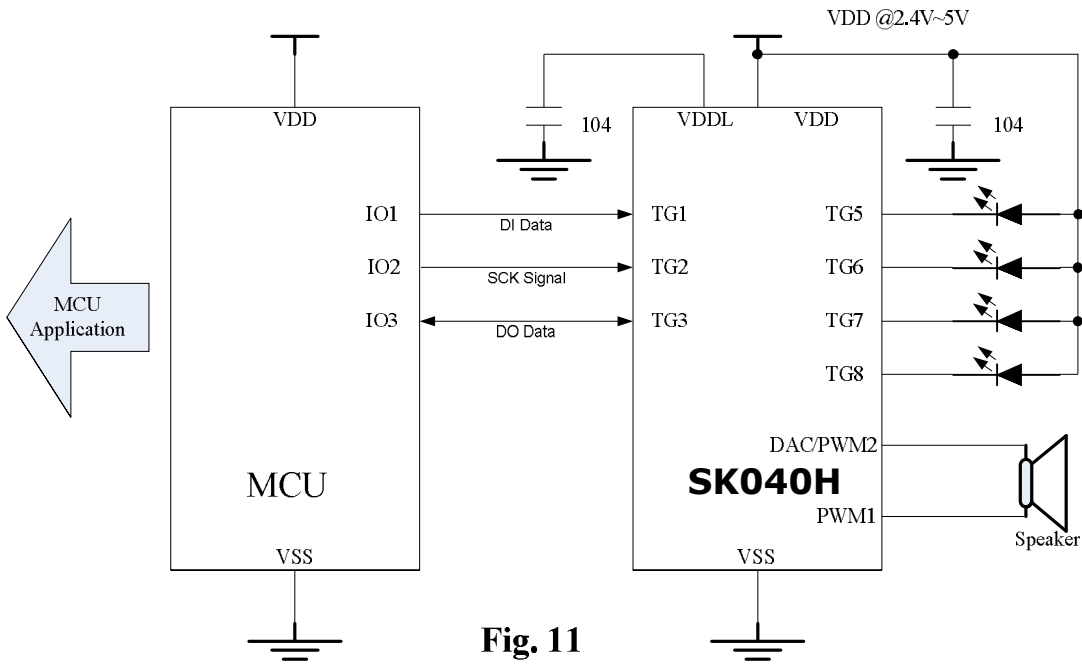 VDD @2.4V~5V
VDD
VDDL
VDD
104
104
IO1
DI Data
TG1
TG5
IO2
SCK Signal
TG2
TG6
MCU
Application
IO3
DO Data
TG3
TG7
TG8
DAC/PWM2
MCU
SK040H
PWM1
Speaker
VSS
VSS
Fig. 11